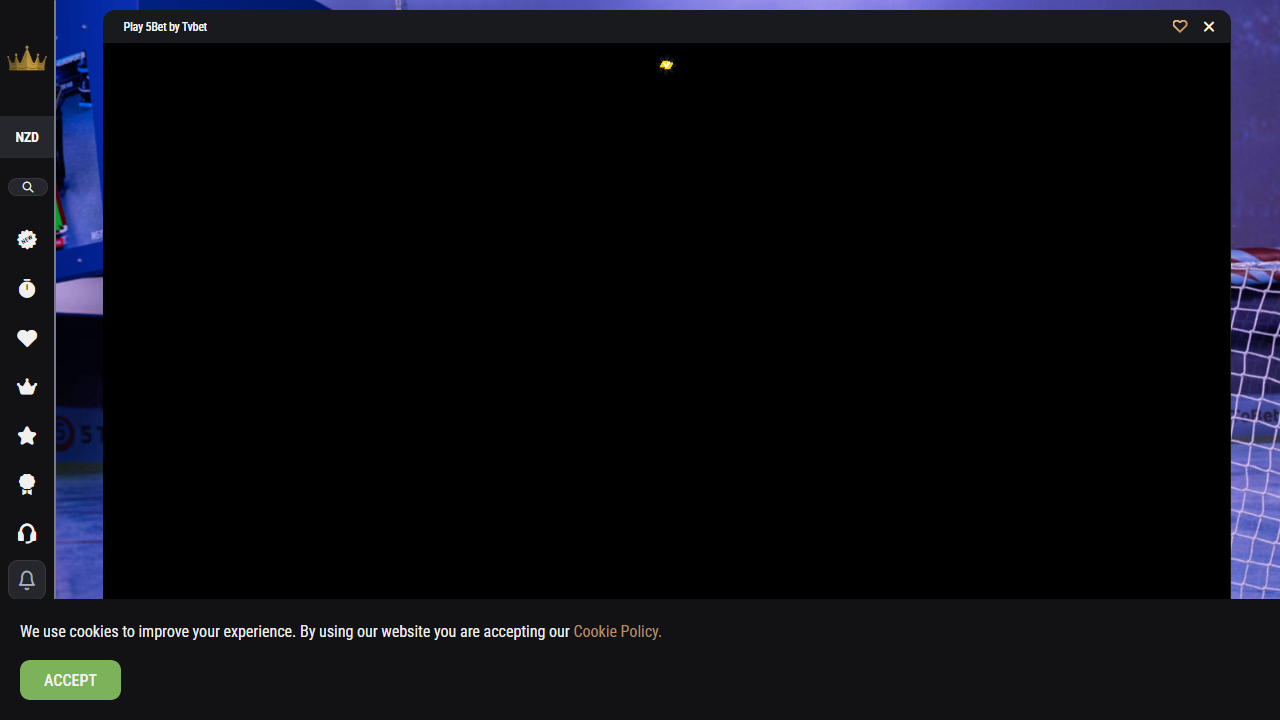 Play 5Bet by Tvbet
NZD
NEW
We use cookies to improve your experience. By using our website you are accepting our Cookie Policy.
ACCEPT